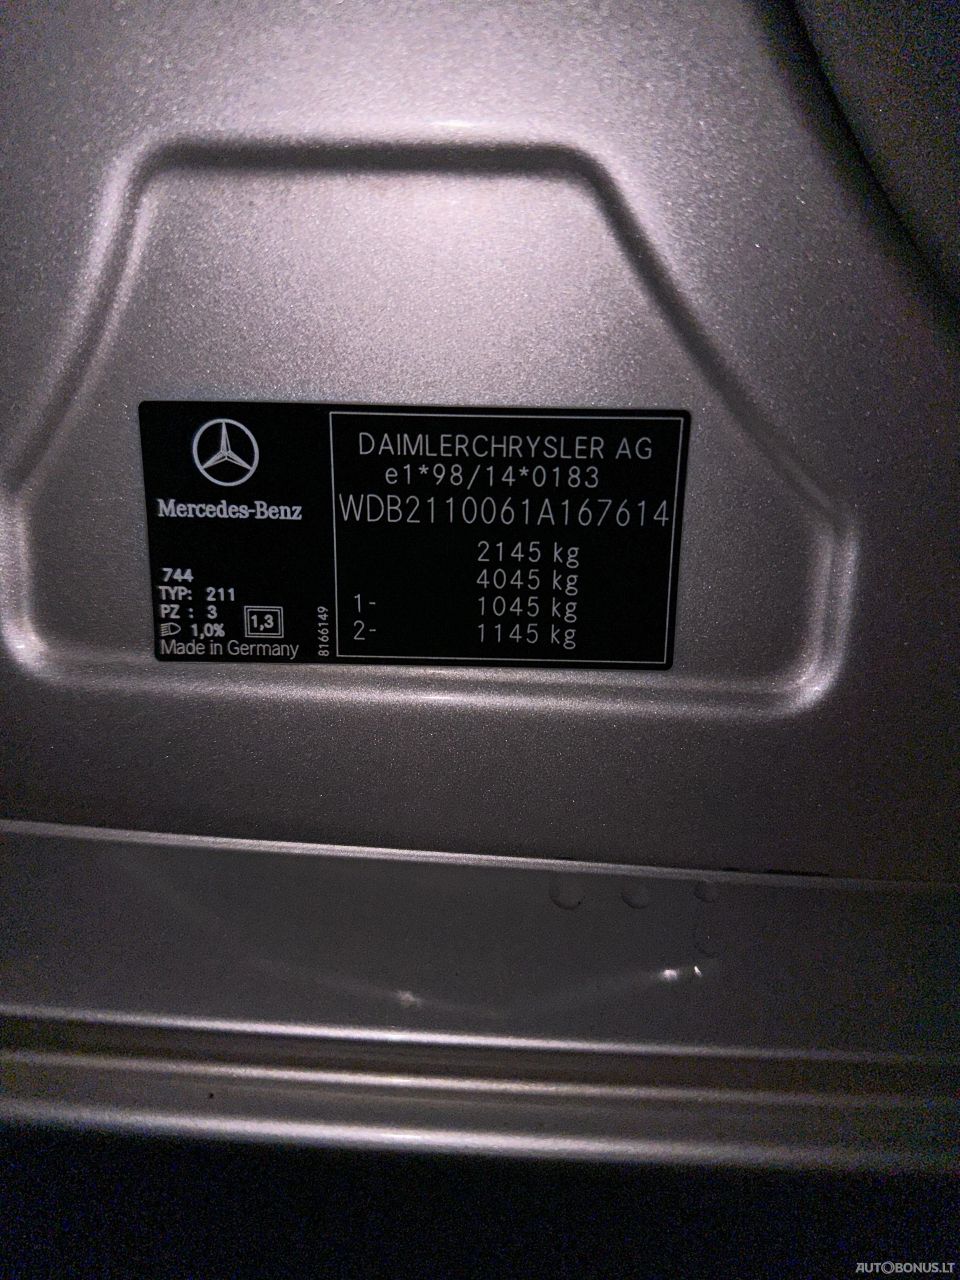 Mercedes-Benz
744
TYP: 211
PZ : 3
1,0%
1,3
Made in Germany
8166149
DAIMLERCHRYSLER AG
e1*98/14*0183
WDB2110061A167614
2145 kg
4045 kg
1- 1045 kg
2- 1145 kg
AUTOBONUS.LT